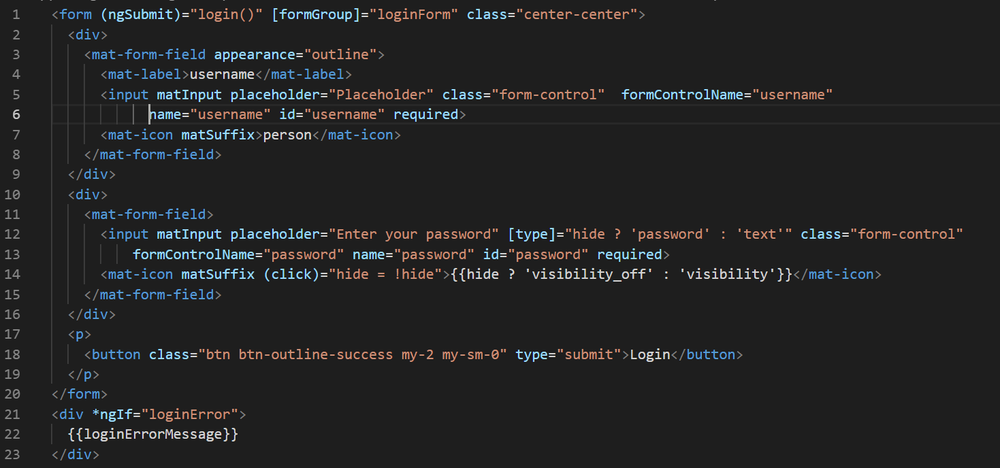 1 <form (ngSubmit)="login()" [formGroup]="loginForm" class="center-center">
2 <div>
3 <mat-form-field appearance="outline">
4 <mat-label>username</mat-label>
5 <input matInput placeholder="Placeholder" class="form-control"  formControlName="username"
6 name="username" id="username" required>
7 <mat-icon matSuffix>person</mat-icon>
8 </mat-form-field>
9 </div>
10 <div>
11 <mat-form-field>
12 <input matInput placeholder="Enter your password" [type]="hide ? 'password' : 'text'" class="form-control"
13 formControlName="password" name="password" id="password" required>
14 <mat-icon matSuffix (click)="hide = !hide">{{hide ? 'visibility_off' : 'visibility'}}</mat-icon>
15 </mat-form-field>
16 </div>
17 <p>
18 <button class="btn btn-outline-success my-2 my-sm-0" type="submit">Login</button>
19 </p>
20 </form>
21 <div *ngIf="loginError">
22 {{loginErrorMessage}}
23 </div>